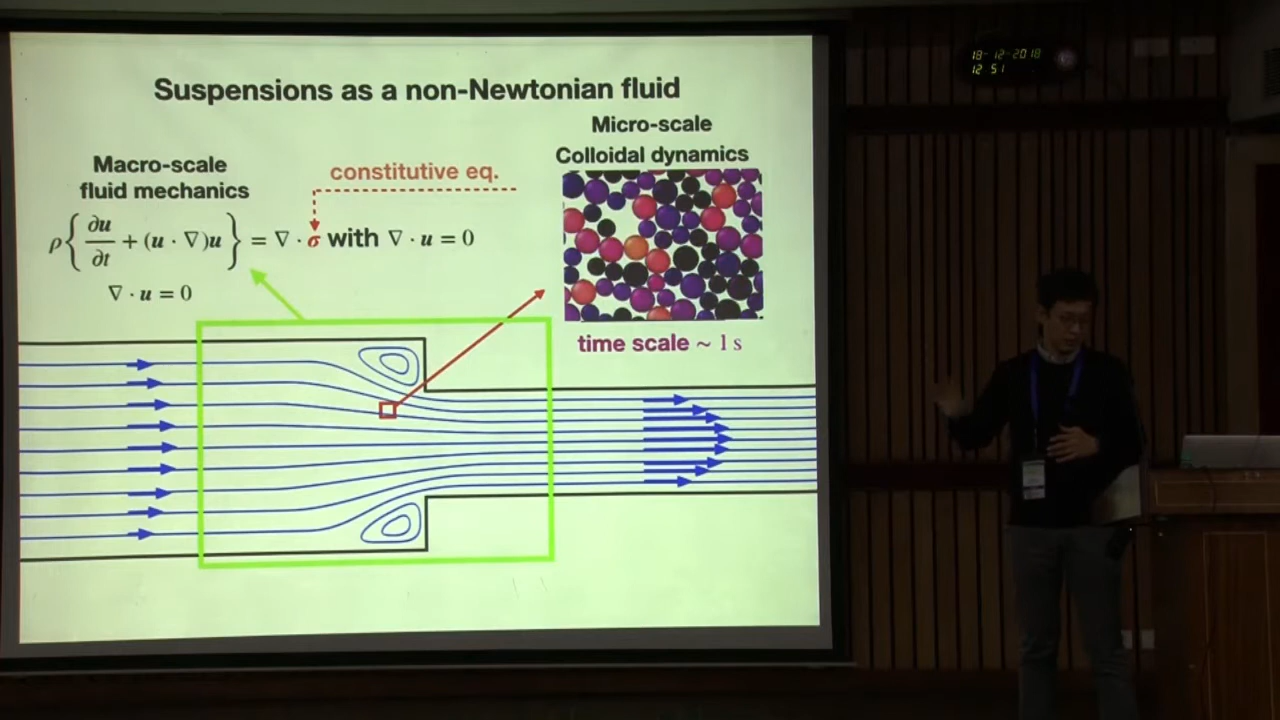 Suspensions as a non-Newtonian fluid
Macro-scale
fluid mechanics
constitutive eq.
Micro-scale
Colloidal dynamics
ρ{∂u/∂t + (u · ∇)u} = ∇ · σ with ∇ · u = 0
∇ · u = 0
time scale ~ 1 s
18-12-2018
12 51